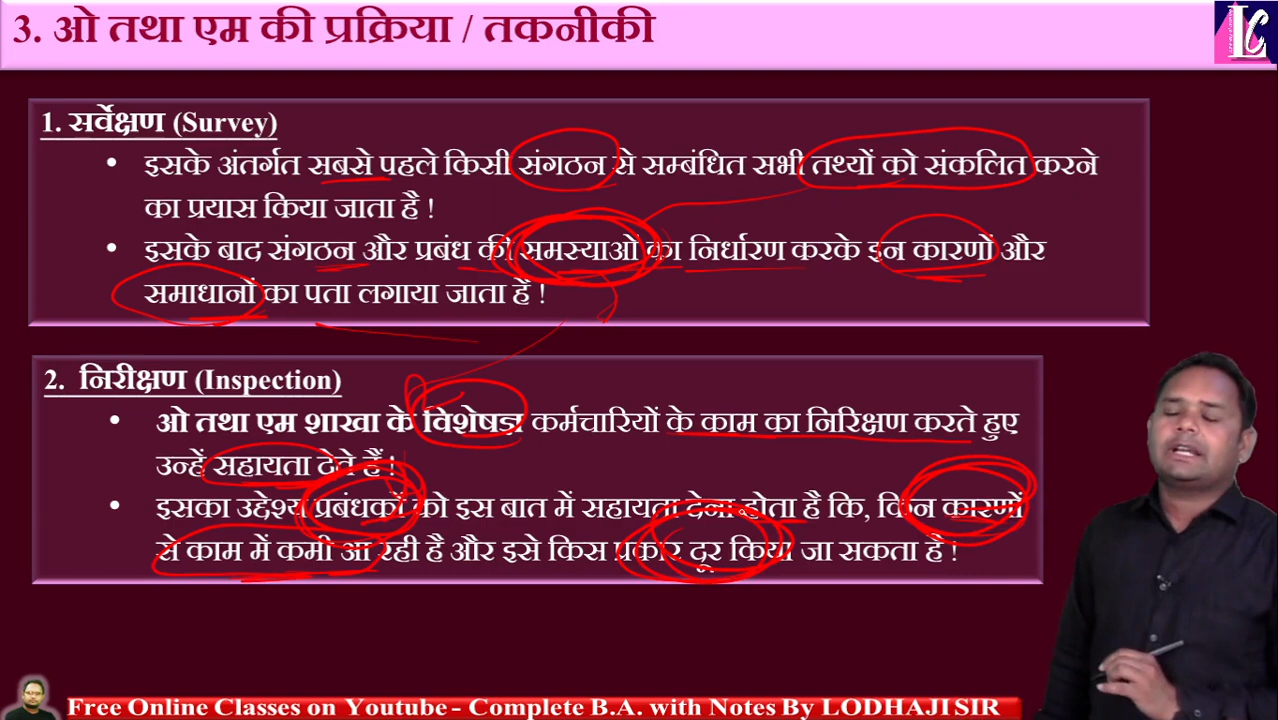 3. ओ तथा एम की प्रक्रिया / तकनीकी
LC
1. सर्वेक्षण (Survey)
• इसके अंतर्गत सबसे पहले किसी संगठन से सम्बंधित सभी तथ्यों को संकलित करने
का प्रयास किया जाता है !
• इसके बाद संगठन और प्रबंध की समस्याओं का निर्धारण करके इन कारणों और
समाधानों का पता लगाया जाता है !
2. निरीक्षण (Inspection)
• ओ तथा एम शाखा के विशेषज्ञ कर्मचारियों के काम का निरिक्षण करते हुए
उन्हें सहायता देते हैं !
• इसका उद्देश्य प्रबंधकों को इस बात में सहायता देना होता है कि, किन कारणों
से काम में कमी आ रही है और इसे किस प्रकार दूर किया जा सकता है !
Free Online Classes on Youtube - Complete B.A. with Notes By LODHAJI SIR